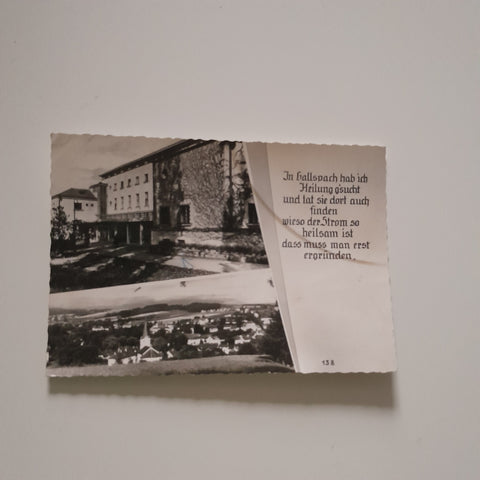 In Gallspach hab ich
Heilung g'sucht
und tat sie dort auch
finden
wieso der Strom so
heilsam ist
dass muss man erst
ergründen.
138